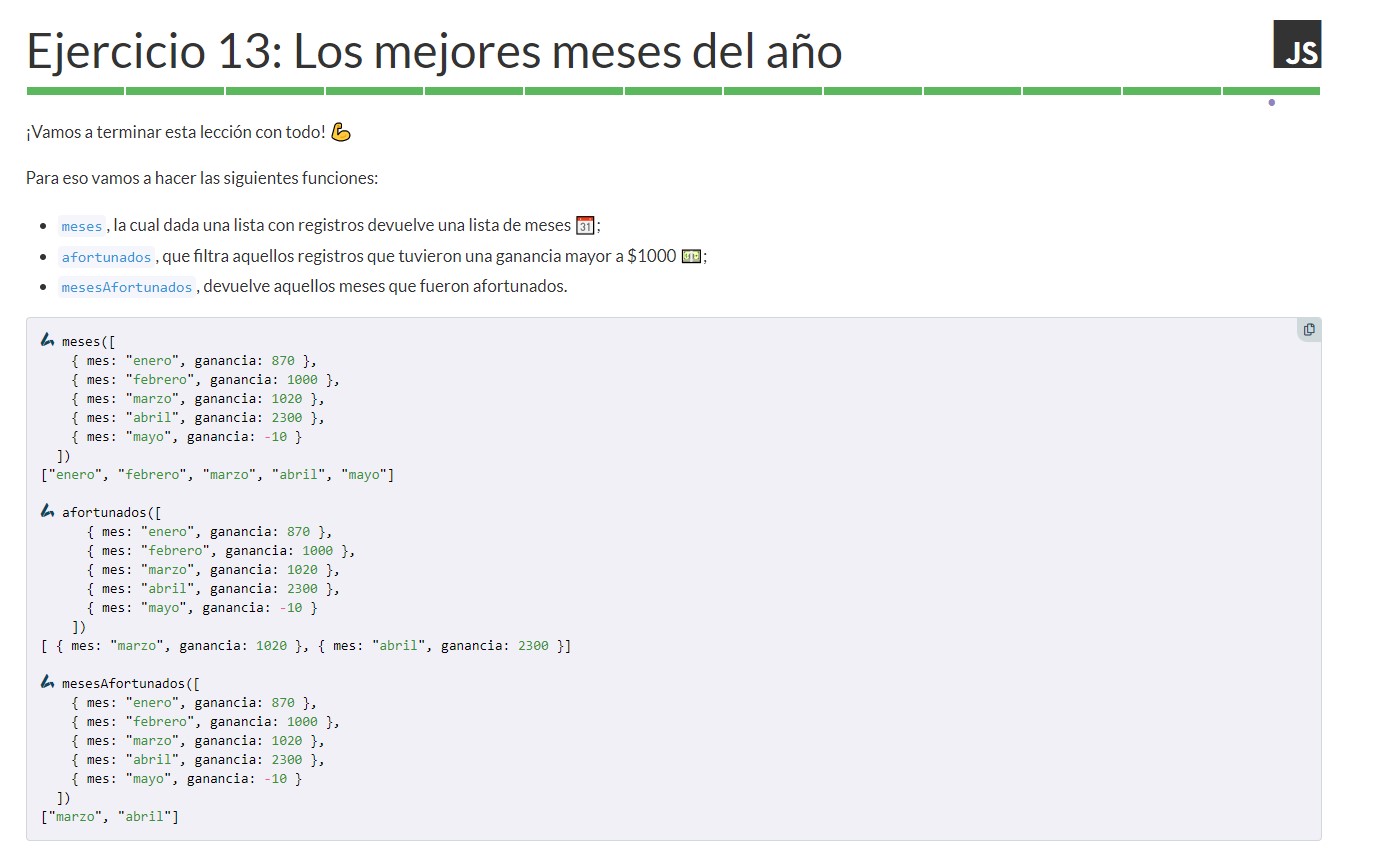 Ejercicio 13: Los mejores meses del año
JS
¡Vamos a terminar esta lección con todo! 💪
Para eso vamos a hacer las siguientes funciones:
• meses , la cual dada una lista con registros devuelve una lista de meses 📅;
• afortunados , que filtra aquellos registros que tuvieron una ganancia mayor a $1000 💵;
• mesesAfortunados , devuelve aquellos meses que fueron afortunados.
meses([
    { mes: "enero", ganancia: 870 },
    { mes: "febrero", ganancia: 1000 },
    { mes: "marzo", ganancia: 1020 },
    { mes: "abril", ganancia: 2300 },
    { mes: "mayo", ganancia: -10 }
  ])
["enero", "febrero", "marzo", "abril", "mayo"]
afortunados([
      { mes: "enero", ganancia: 870 },
      { mes: "febrero", ganancia: 1000 },
      { mes: "marzo", ganancia: 1020 },
      { mes: "abril", ganancia: 2300 },
      { mes: "mayo", ganancia: -10 }
    ])
[ { mes: "marzo", ganancia: 1020 }, { mes: "abril", ganancia: 2300 }]
mesesAfortunados([
    { mes: "enero", ganancia: 870 },
    { mes: "febrero", ganancia: 1000 },
    { mes: "marzo", ganancia: 1020 },
    { mes: "abril", ganancia: 2300 },
    { mes: "mayo", ganancia: -10 }
  ])
["marzo", "abril"]